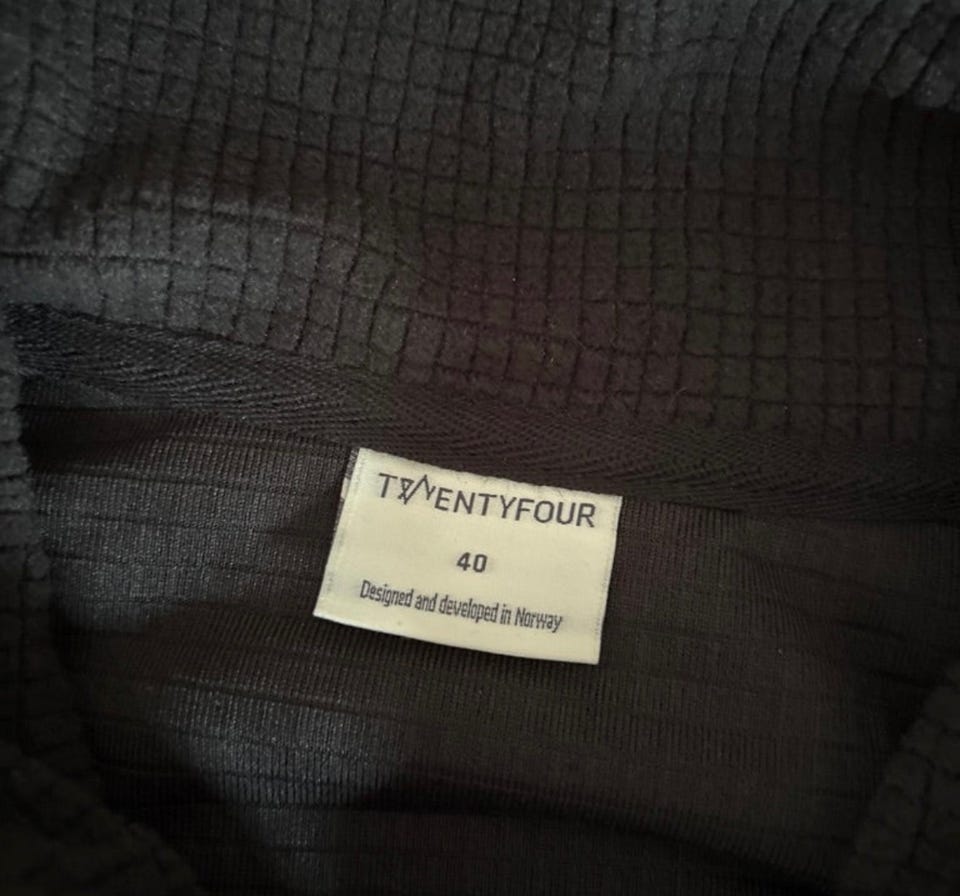 TWENTYFOUR
40
Designed and developed in Norway